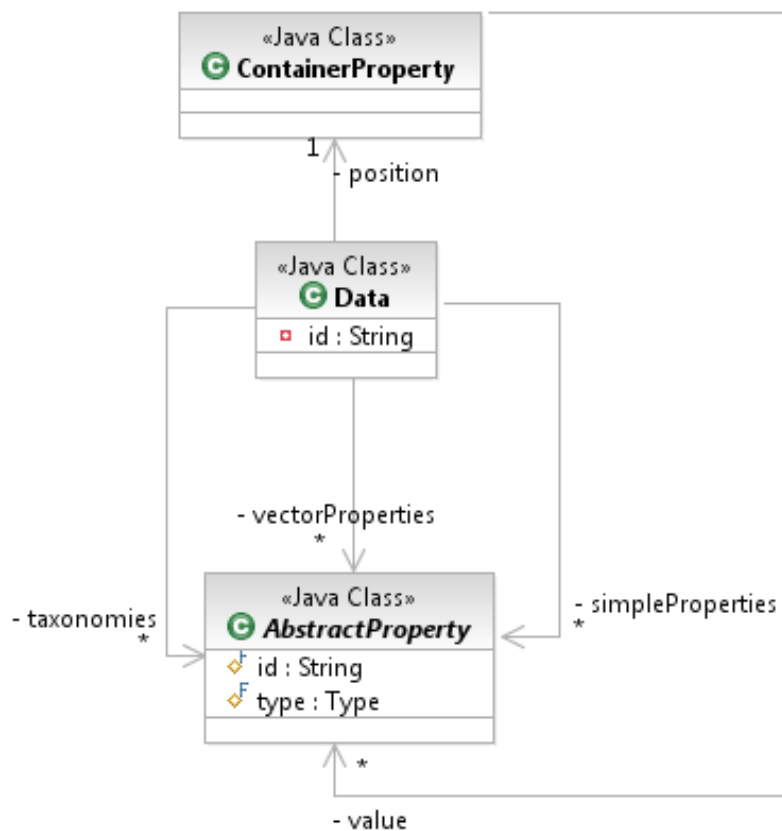 «Java Class»
C ContainerProperty
1
- position
«Java Class»
C Data
id : String
- vectorProperties
*
- taxonomies
*
- simpleProperties
*
«Java Class»
C AbstractProperty
F id : String
F type : Type
*
- value